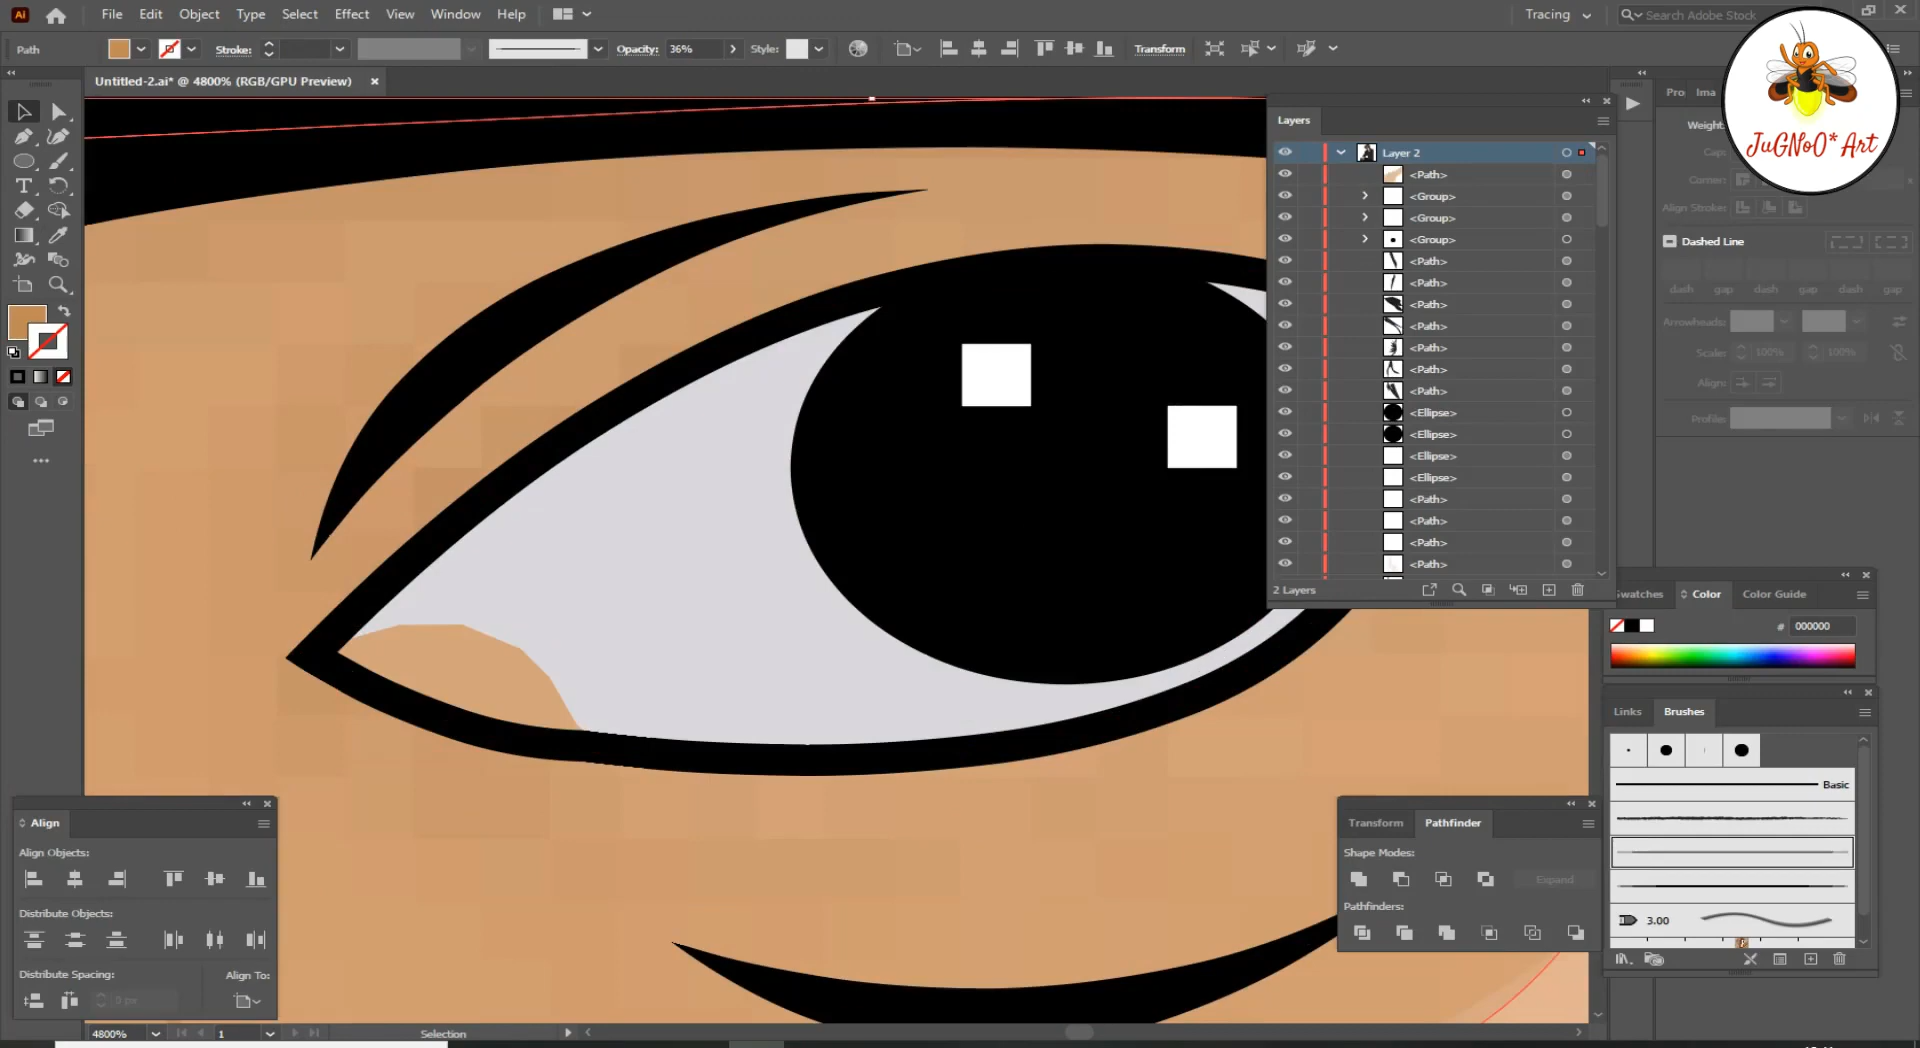 Ai File Edit Object Type Select Effect View Window Help Tracing Search Adobe Stock
Path Stroke: Opacity: 36% Style: Transform
Untitled-2.ai* @ 4800% (RGB/GPU Preview)
JuGNoO* Art
Layers
Layer 2
<Path>
<Group>
<Group>
<Group>
<Path>
<Path>
<Path>
<Path>
<Path>
<Path>
<Path>
<Ellipse>
<Ellipse>
<Ellipse>
<Ellipse>
<Path>
<Path>
<Path>
<Path>
2 Layers
Pro Ima
Weight:
Cap:
Corner:
Align Stroke:
Dashed Line
dash gap dash gap dash gap
Arrowheads:
Scale: 100% 100%
Align:
Profile:
Swatches Color Color Guide
# 000000
Links Brushes
Basic
3.00
Align
Align Objects:
Distribute Objects:
Distribute Spacing: Align To:
0 px
Transform Pathfinder
Shape Modes:
Expand
Pathfinders:
4800% 1 Selection